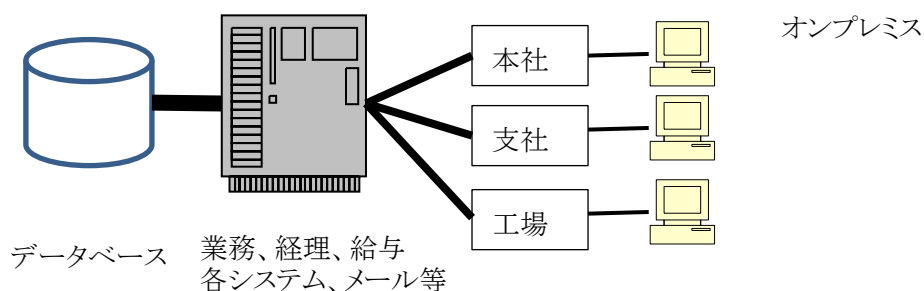 オンプレミス
本社
支社
工場
データベース
業務、経理、給与
各システム、メール等